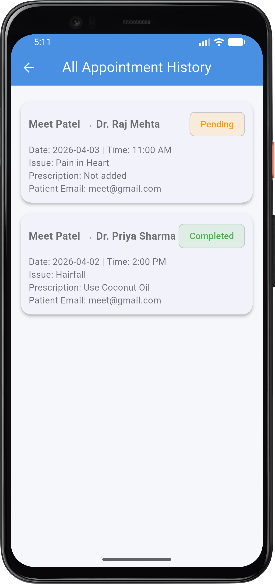 5:11
All Appointment History
Meet Patel → Dr. Raj Mehta
Pending
Date: 2026-04-03 | Time: 11:00 AM
Issue: Pain in Heart
Prescription: Not added
Patient Email: meet@gmail.com
Meet Patel → Dr. Priya Sharma
Completed
Date: 2026-04-02 | Time: 2:00 PM
Issue: Hairfall
Prescription: Use Coconut Oil
Patient Email: meet@gmail.com